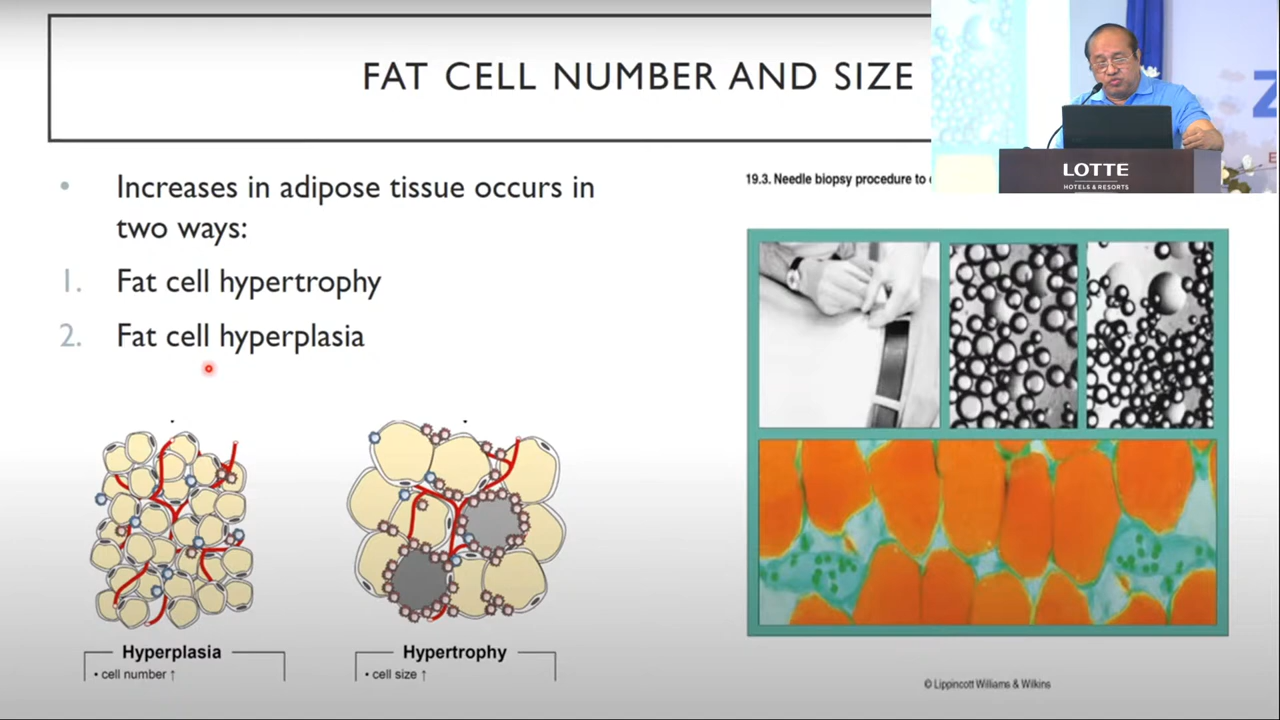 FAT CELL NUMBER AND SIZE
• Increases in adipose tissue occurs in
two ways:
1. Fat cell hypertrophy
2. Fat cell hyperplasia
Hyperplasia
• cell number ↑
Hypertrophy
• cell size ↑
19.3. Needle biopsy procedure to
© Lippincott Williams & Wilkins
LOTTE
HOTELS & RESORTS
Z
E